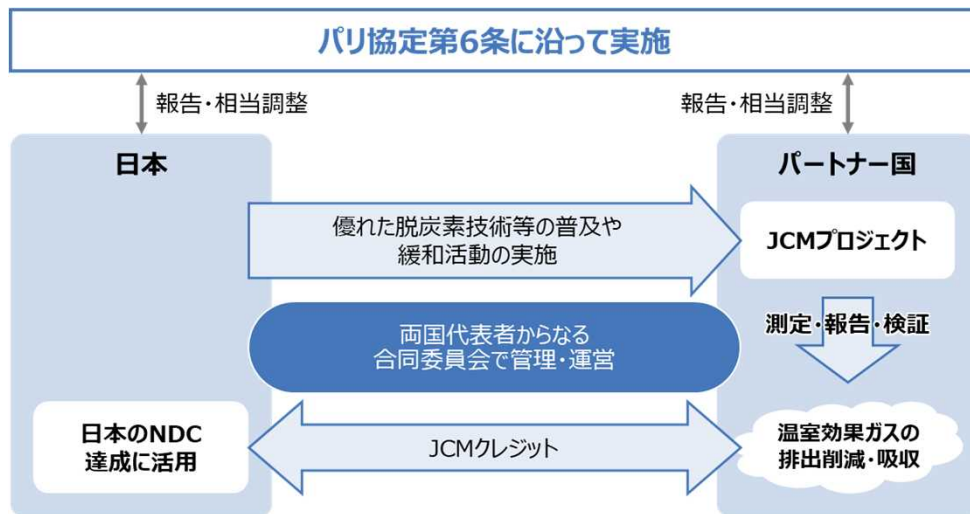 パリ協定第6条に沿って実施
報告・相当調整
報告・相当調整
日本
パートナー国
優れた脱炭素技術等の普及や
緩和活動の実施
JCMプロジェクト
測定・報告・検証
両国代表者からなる
合同委員会で管理・運営
日本のNDC
達成に活用
JCMクレジット
温室効果ガスの
排出削減・吸収